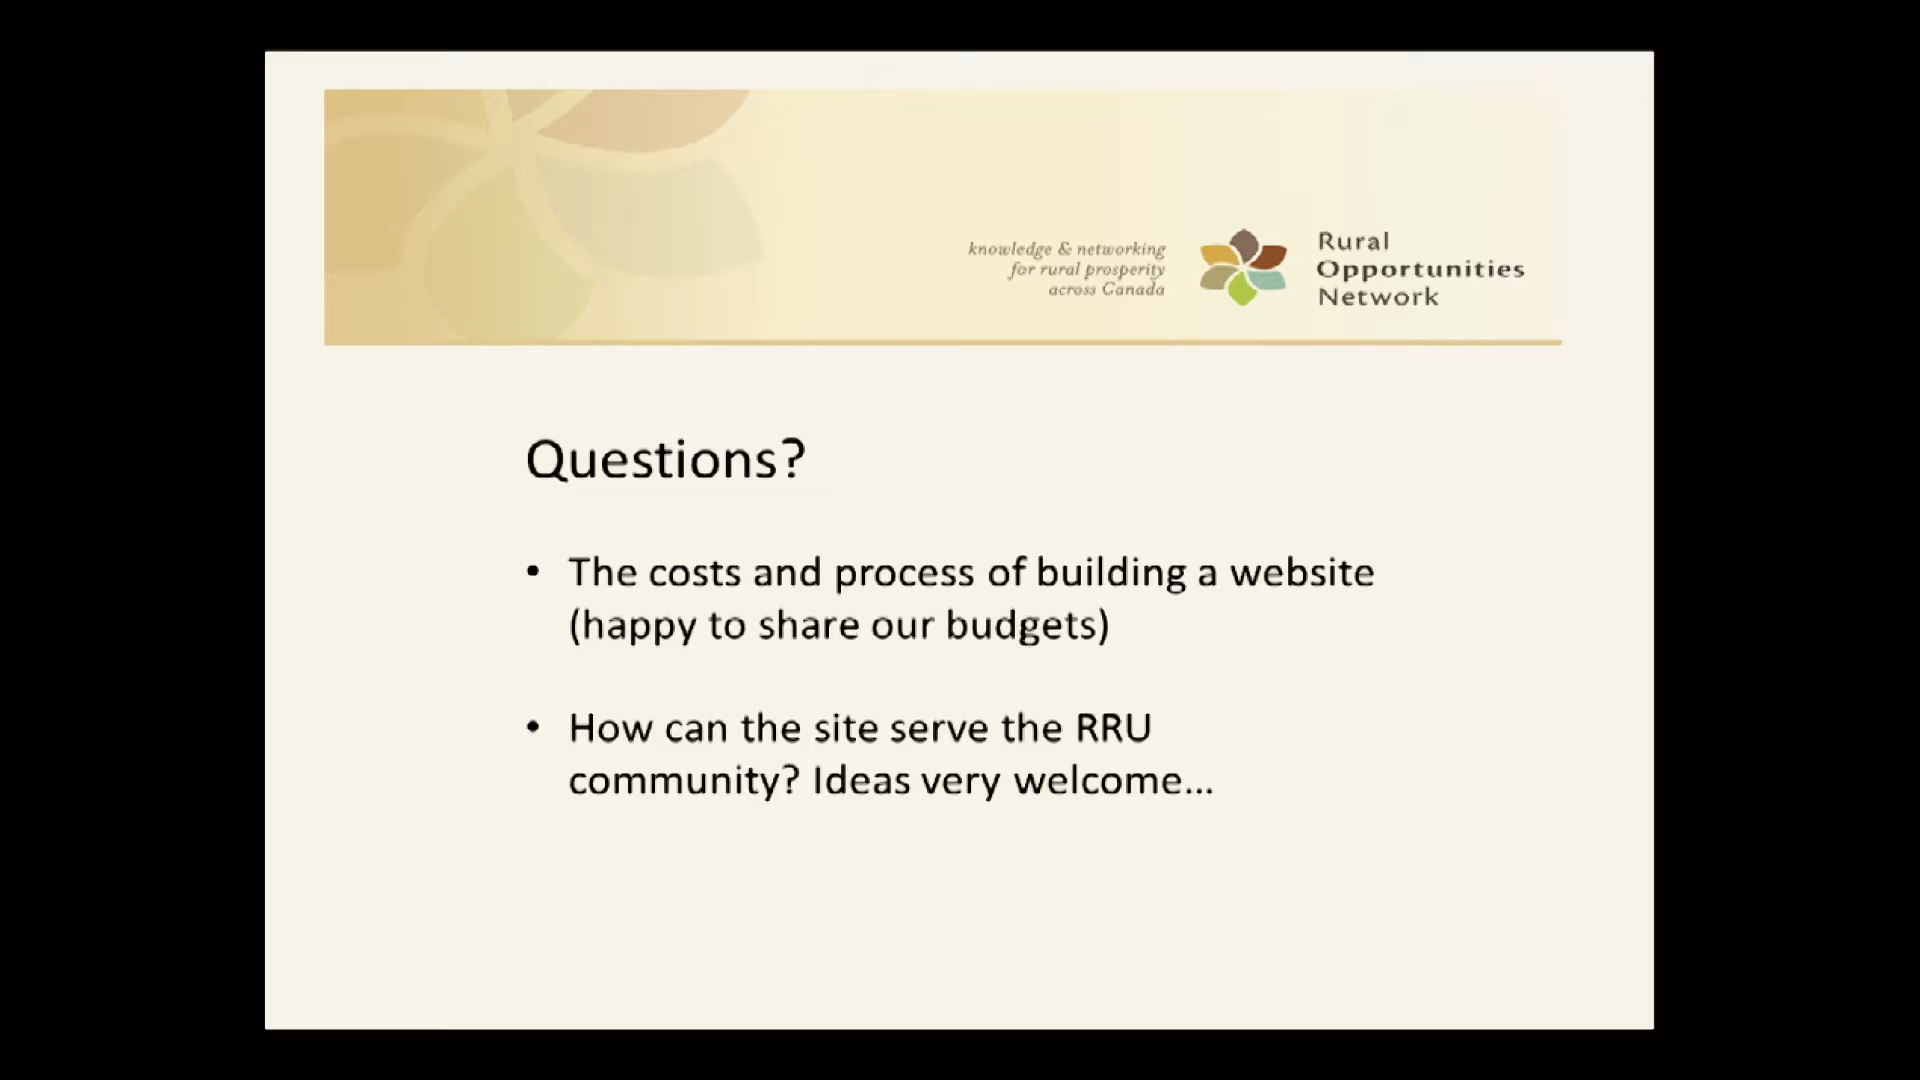 knowledge & networking
for rural prosperity
across Canada
Rural
Opportunities
Network
Questions?
• The costs and process of building a website
(happy to share our budgets)
• How can the site serve the RRU
community? Ideas very welcome...